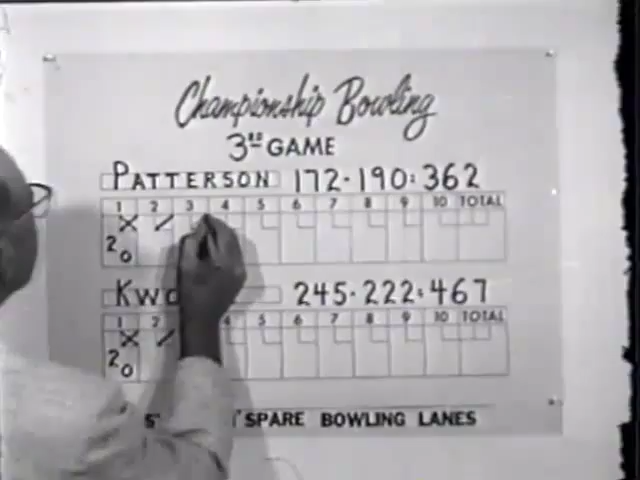 Championship Bowling
3RD GAME
PATTERSON 172-190:362
1 2 3 4 5 6 7 8 9 10 TOTAL
X /
20
245-222:467
1 2 4 5 6 7 8 9 10 TOTAL
X /
20
SPARE BOWLING LANES